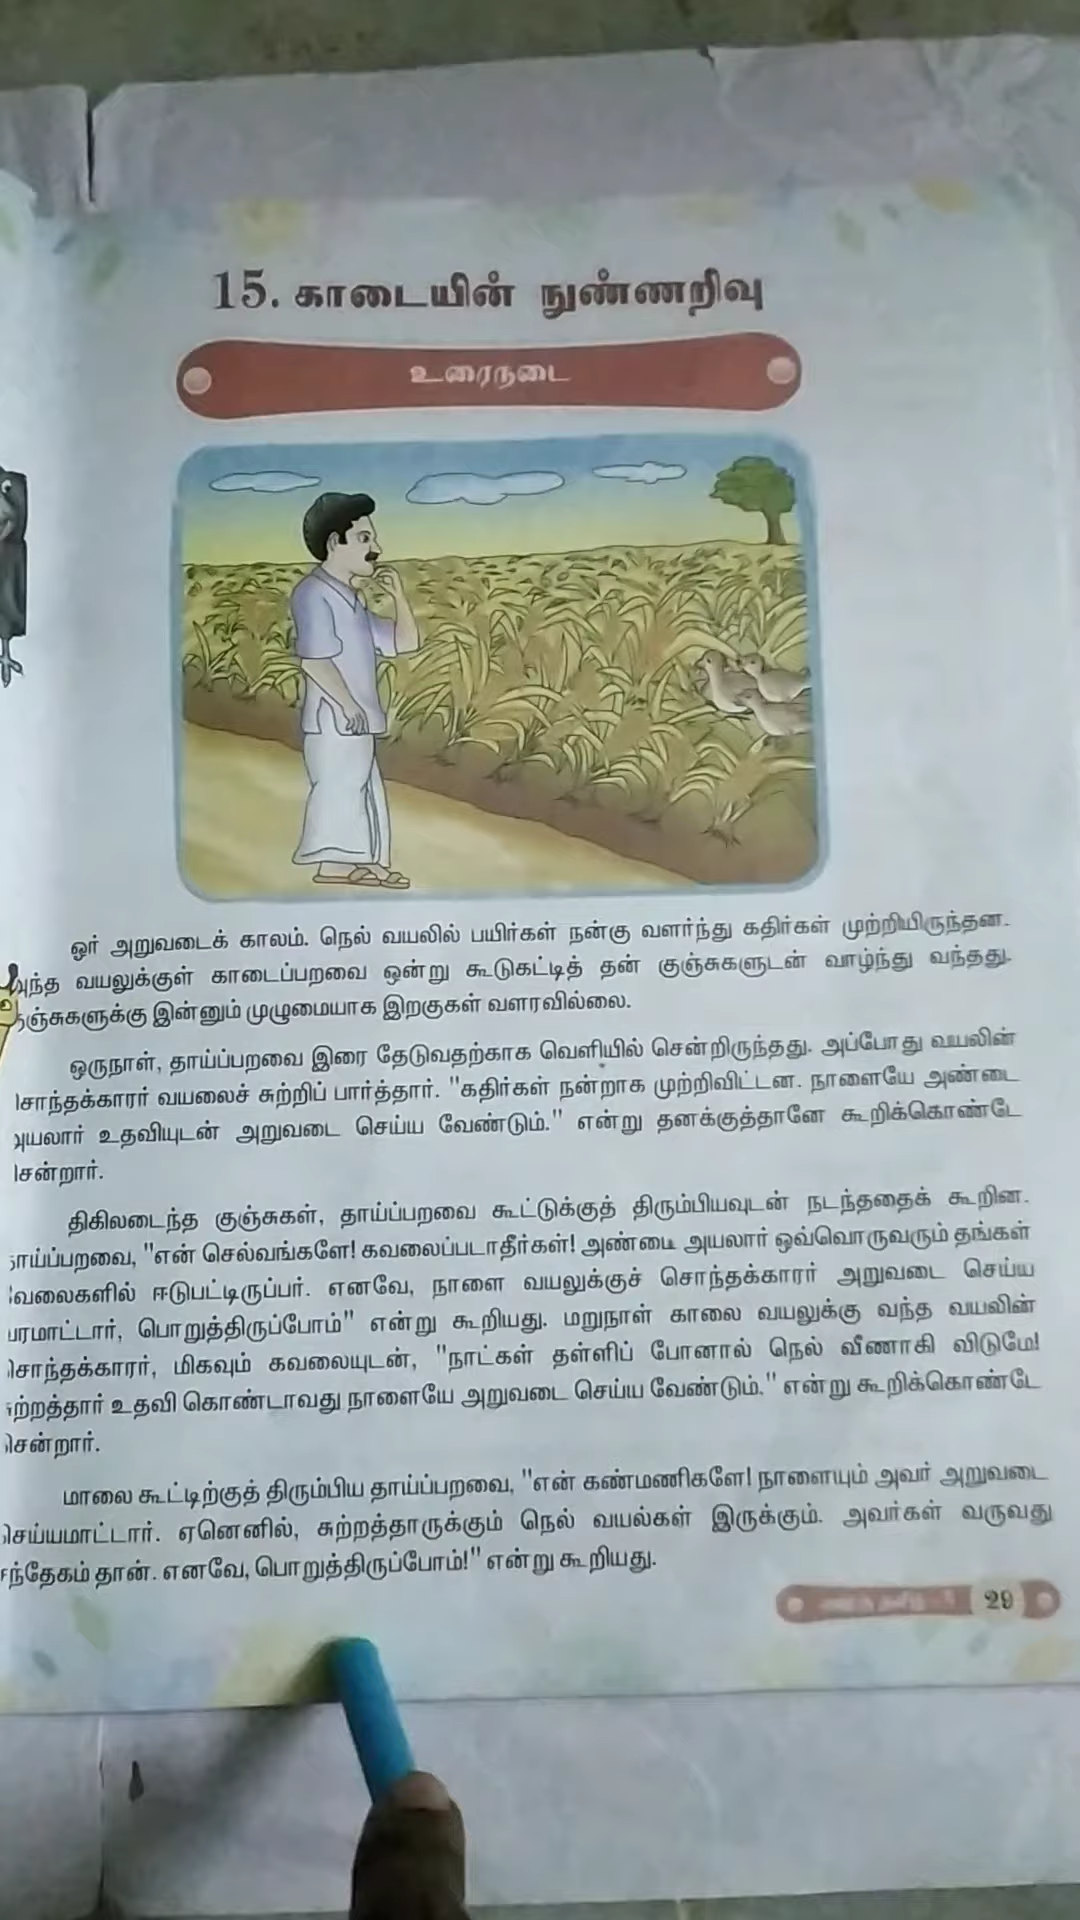 15. காடையின் நுண்ணறிவு
உரைநடை
ஓர் அறுவடைக் காலம். நெல் வயலில் பயிர்கள் நன்கு வளர்ந்து கதிர்கள் முற்றியிருந்தன.
அந்த வயலுக்குள் காடைப்பறவை ஒன்று கூடுகட்டித் தன் குஞ்சுகளுடன் வாழ்ந்து வந்தது.
குஞ்சுகளுக்கு இன்னும் முழுமையாக இறகுகள் வளரவில்லை.
ஒருநாள், தாய்ப்பறவை இரை தேடுவதற்காக வெளியில் சென்றிருந்தது. அப்போது வயலின்
சொந்தக்காரர் வயலைச் சுற்றிப் பார்த்தார். "கதிர்கள் நன்றாக முற்றிவிட்டன. நாளையே அண்டை
அயலார் உதவியுடன் அறுவடை செய்ய வேண்டும்." என்று தனக்குத்தானே கூறிக்கொண்டே
சென்றார்.
திகிலடைந்த குஞ்சுகள், தாய்ப்பறவை கூட்டுக்குத் திரும்பியவுடன் நடந்ததைக் கூறின.
தாய்ப்பறவை, "என் செல்வங்களே! கவலைப்படாதீர்கள்! அண்டை அயலார் ஒவ்வொருவரும் தங்கள்
வேலைகளில் ஈடுபட்டிருப்பர். எனவே, நாளை வயலுக்குச் சொந்தக்காரர் அறுவடை செய்ய
வரமாட்டார், பொறுத்திருப்போம்" என்று கூறியது. மறுநாள் காலை வயலுக்கு வந்த வயலின்
சொந்தக்காரர், மிகவும் கவலையுடன், "நாட்கள் தள்ளிப் போனால் நெல் வீணாகி விடுமே!
சுற்றத்தார் உதவி கொண்டாவது நாளையே அறுவடை செய்ய வேண்டும்." என்று கூறிக்கொண்டே
சென்றார்.
மாலை கூட்டிற்குத் திரும்பிய தாய்ப்பறவை, "என் கண்மணிகளே! நாளையும் அவர் அறுவடை
செய்யமாட்டார். ஏனெனில், சுற்றத்தாருக்கும் நெல் வயல்கள் இருக்கும். அவர்கள் வருவது
சந்தேகம் தான். எனவே, பொறுத்திருப்போம்!" என்று கூறியது.
29